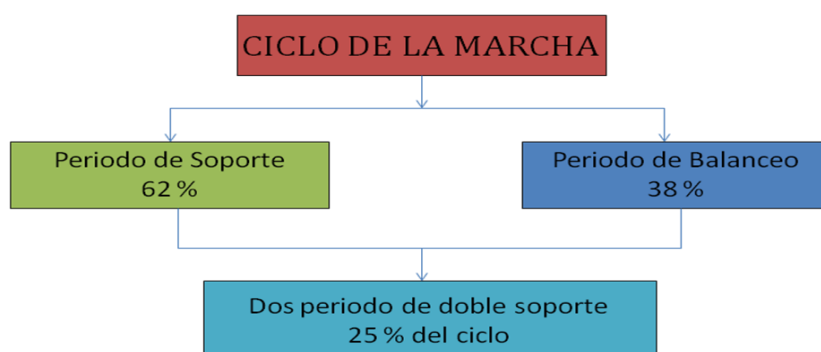 CICLO DE LA MARCHA
Periodo de Soporte
62 %
Periodo de Balanceo
38 %
Dos periodo de doble soporte
25 % del ciclo